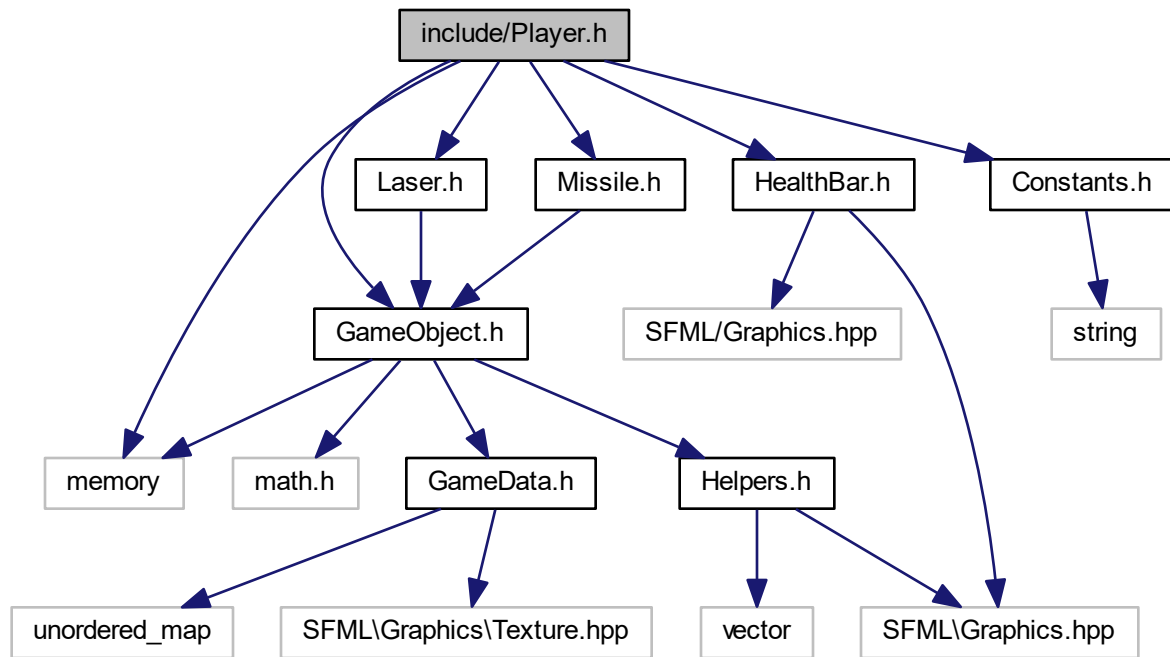 include/Player.h
Laser.h
Missile.h
HealthBar.h
Constants.h
GameObject.h
SFML/Graphics.hpp
string
memory
math.h
GameData.h
Helpers.h
unordered_map
SFML\Graphics\Texture.hpp
vector
SFML\Graphics.hpp